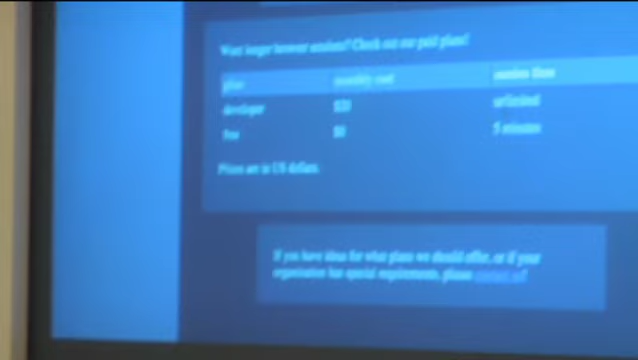 Want longer browser sessions? Check out our paid plans!
plan monthly cost session time
developer $20 unlimited
free $0 5 minutes
Prices are in US dollars.
If you have ideas for what plans we should offer, or if your
organization has special requirements, please contact us!